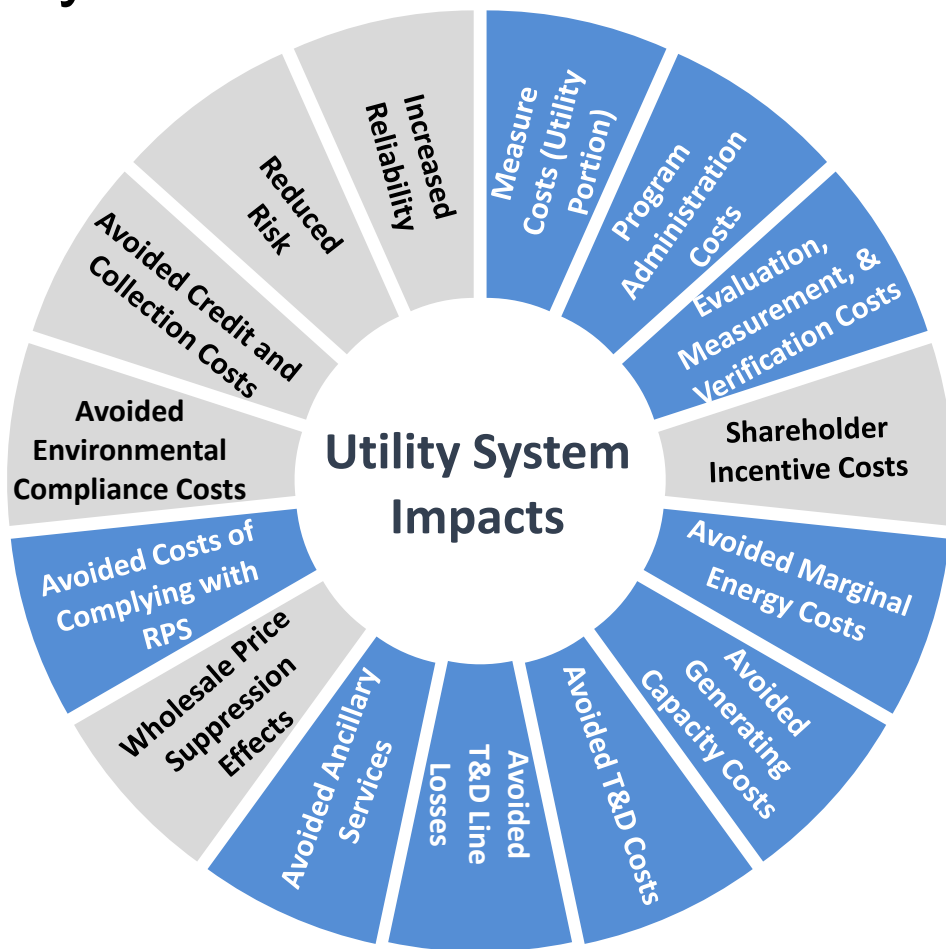 Utility System
Impacts
Measure
Costs (Utility
Portion)
Program
Administration
Costs
Evaluation,
Measurement, &
Verification Costs
Shareholder
Incentive Costs
Avoided Marginal
Energy Costs
Avoided
Generating
Capacity Costs
Avoided T&D Costs
Avoided
T&D Line
Losses
Avoided Ancillary
Services
Wholesale Price
Suppression
Effects
Avoided Costs of
Complying with
RPS
Avoided
Environmental
Compliance Costs
Avoided Credit and
Collection Costs
Reduced
Risk
Increased
Reliability